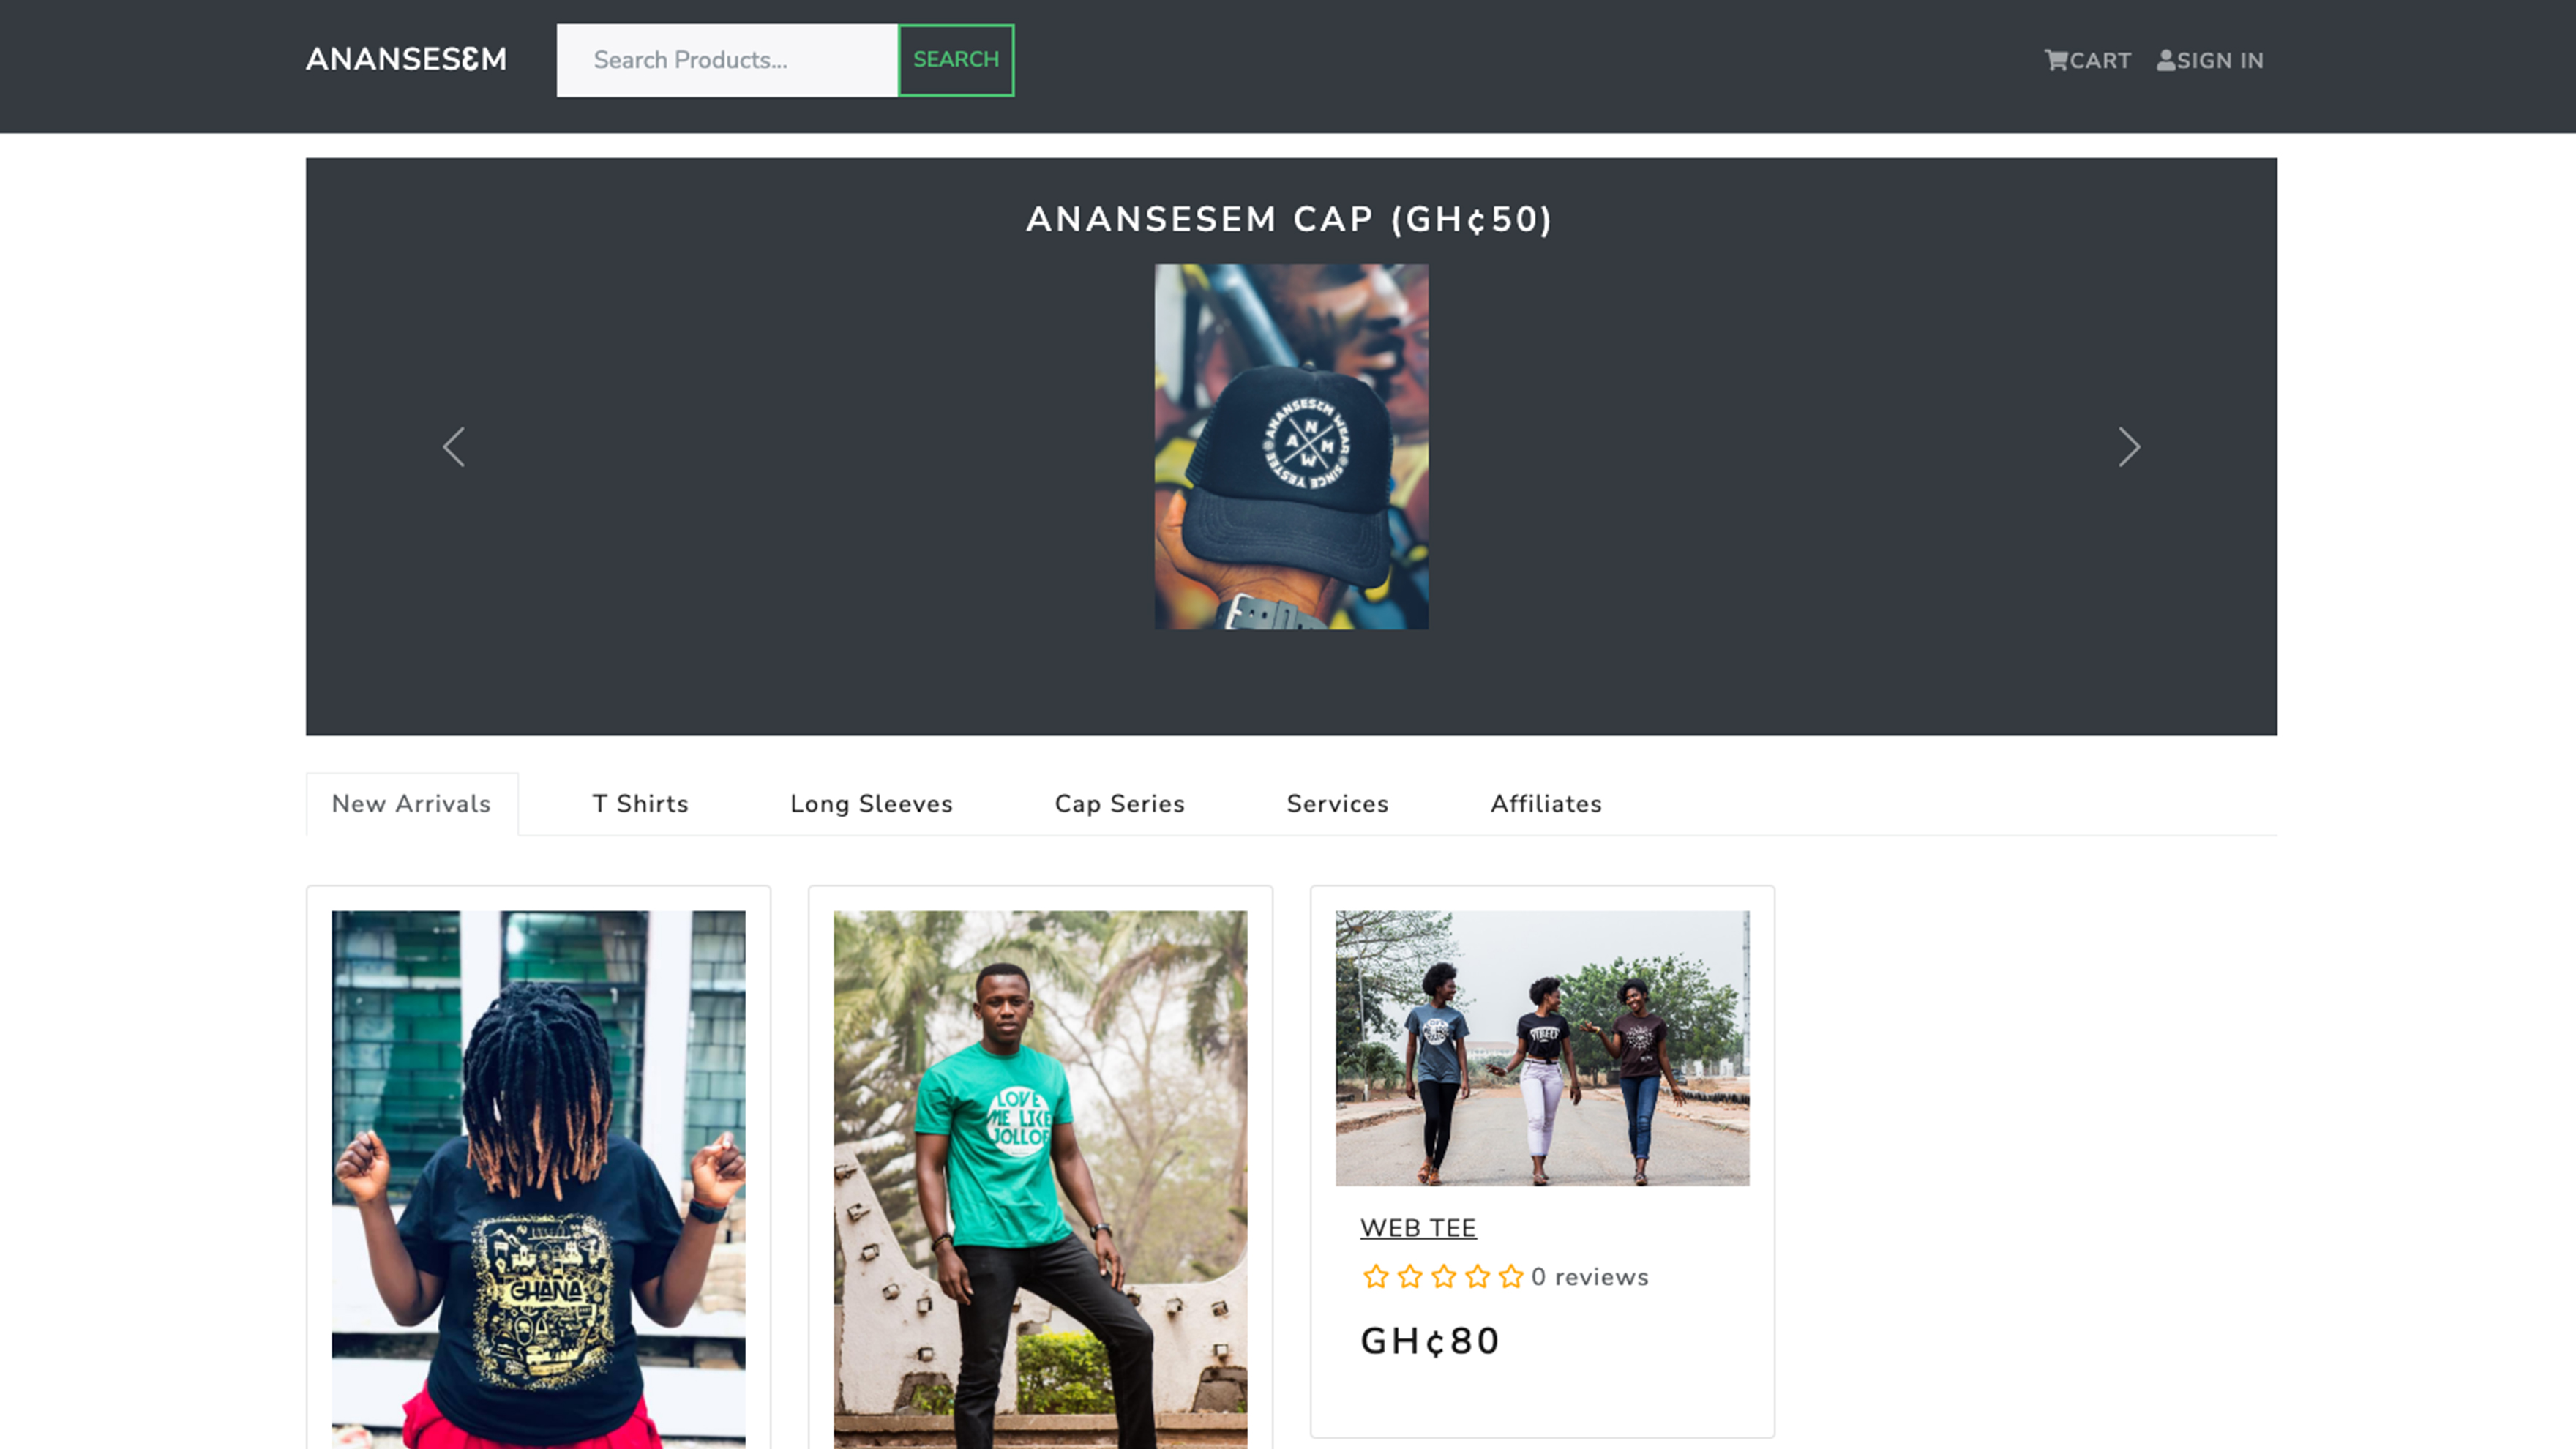 ANANSESƐM
Search Products...
SEARCH
CART
SIGN IN
ANANSESEM CAP (GH¢50)
ANANSESƐM WEAR
SINCE YESTEE
N
A M
W
New Arrivals
T Shirts
Long Sleeves
Cap Series
Services
Affiliates
GHANA
LOVE
ME LIKE
JOLLOF
WEB TEE
0 reviews
GH¢80